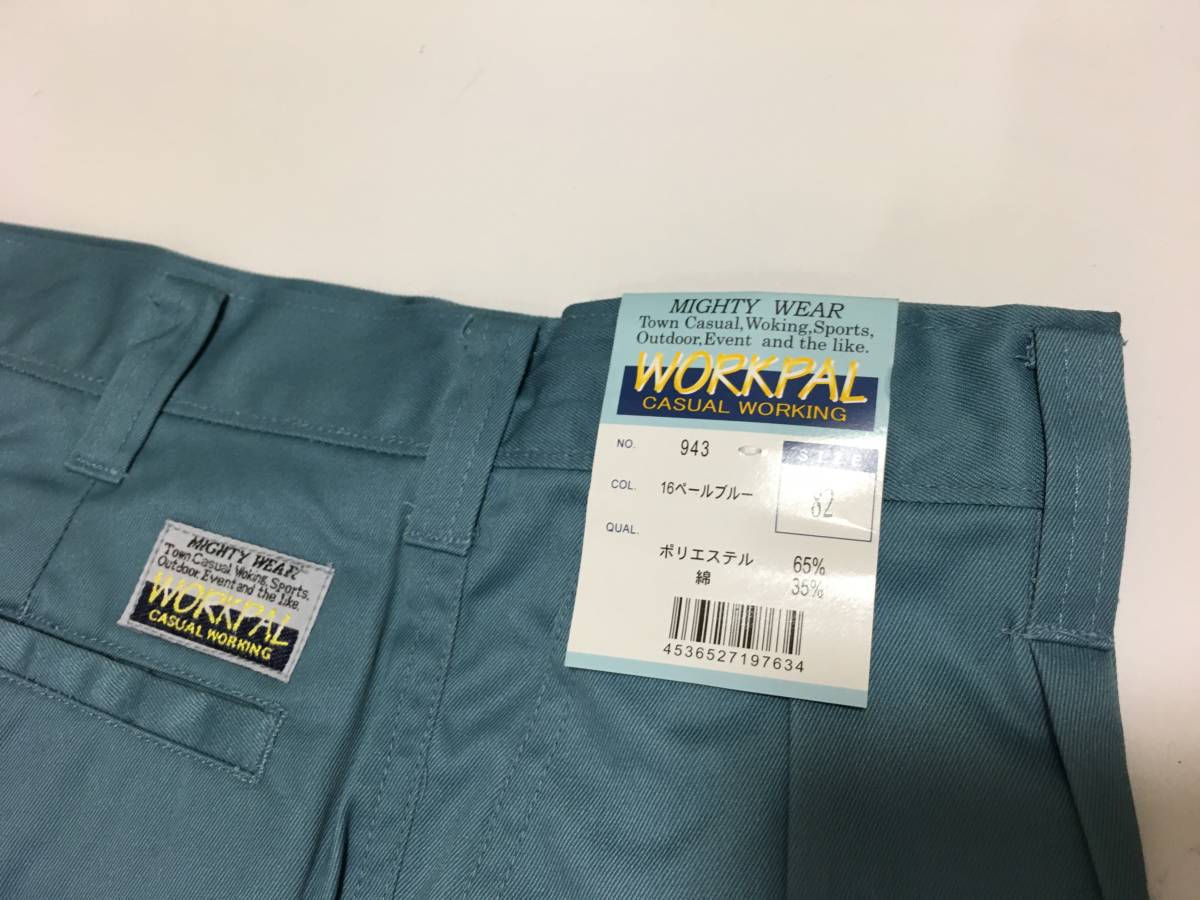 MIGHTY WEAR
Town Casual,Woking,Sports,
Outdoor,Event and the like.
WORKPAL
CASUAL WORKING
NO. 943
size
82
COL. 16ペールブルー
QUAL.
ポリエステル 65%
綿 35%
4536527197634
MIGHTY WEAR
Town Casual,Woking,Sports.
Outdoor,Event and the like.
WORKPAL
CASUAL WORKING